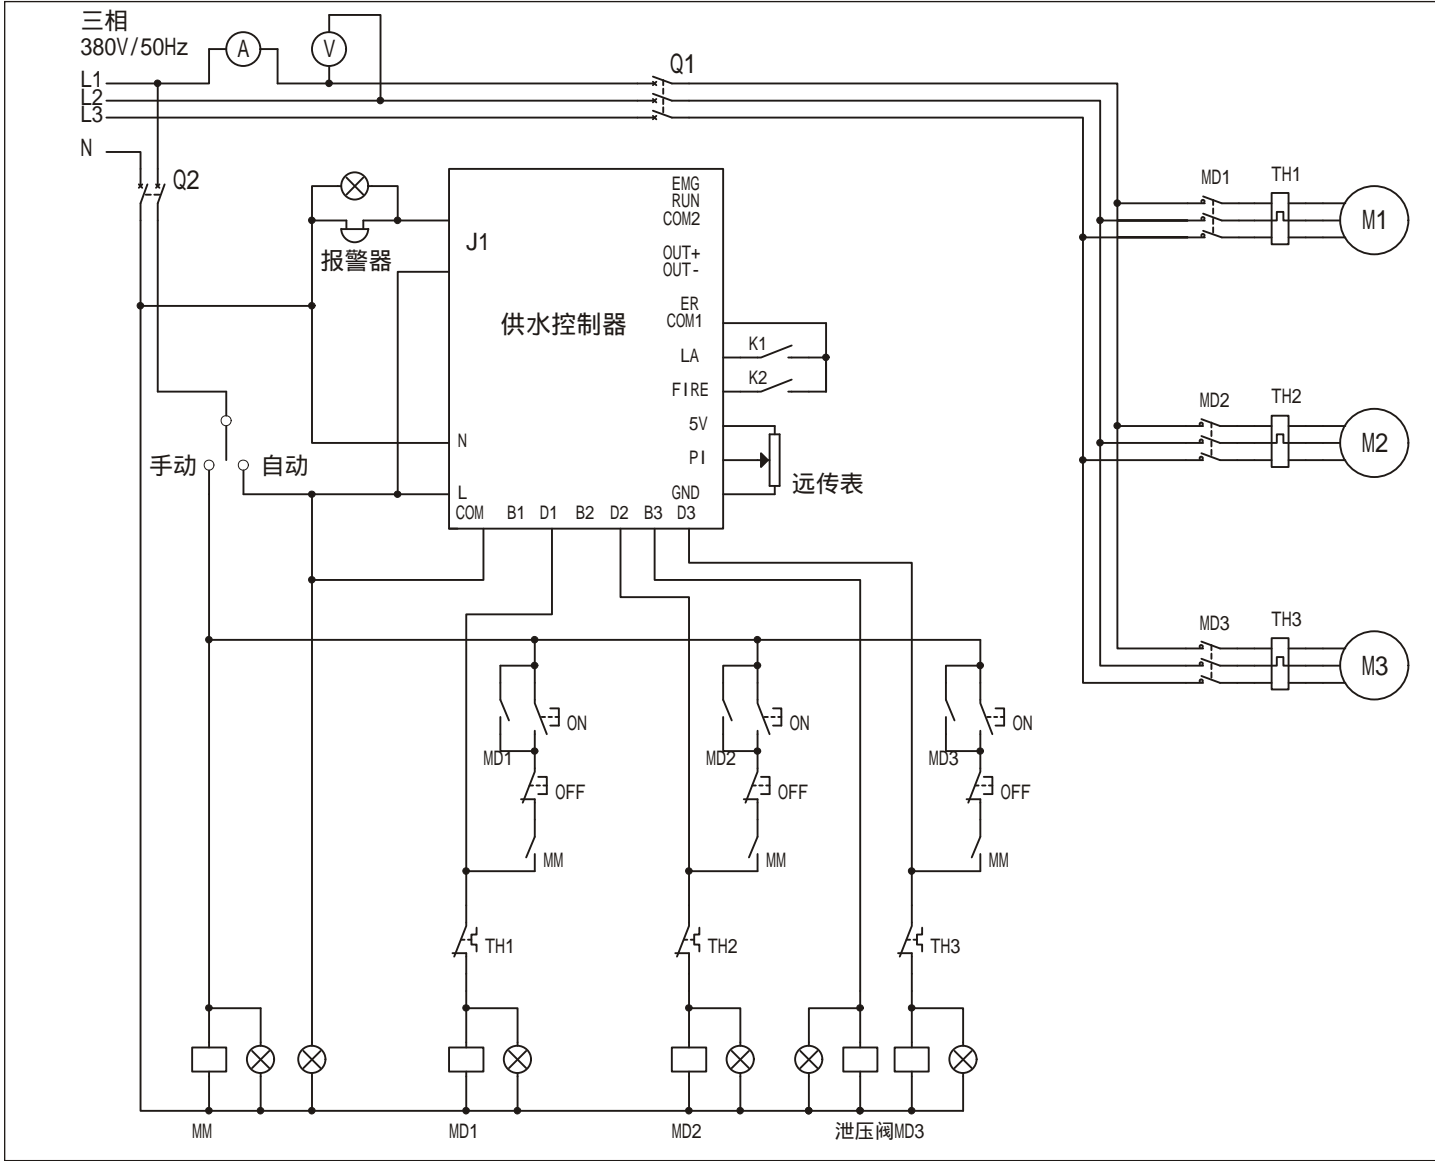 三相
380V/50Hz
A
V
L1
L2
L3
N
Q1
Q2
报警器
J1
供水控制器
EMG
RUN
COM2
OUT+
OUT-
ER
COM1
LA
FIRE
5V
PI
GND
K1
K2
远传表
N
L
COM
B1
D1
B2
D2
B3
D3
手动
自动
MD1
TH1
M1
MD2
TH2
M2
MD3
TH3
M3
MD1
ON
OFF
MM
MD2
ON
OFF
MM
MD3
ON
OFF
MM
TH1
TH2
TH3
MM
MD1
MD2
泄压阀MD3